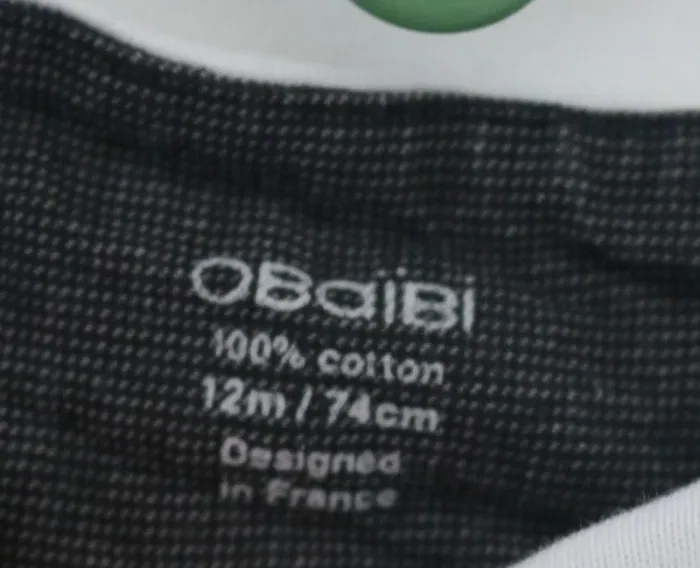 OBaïBi
100% cotton
12m / 74cm
Designed
in France